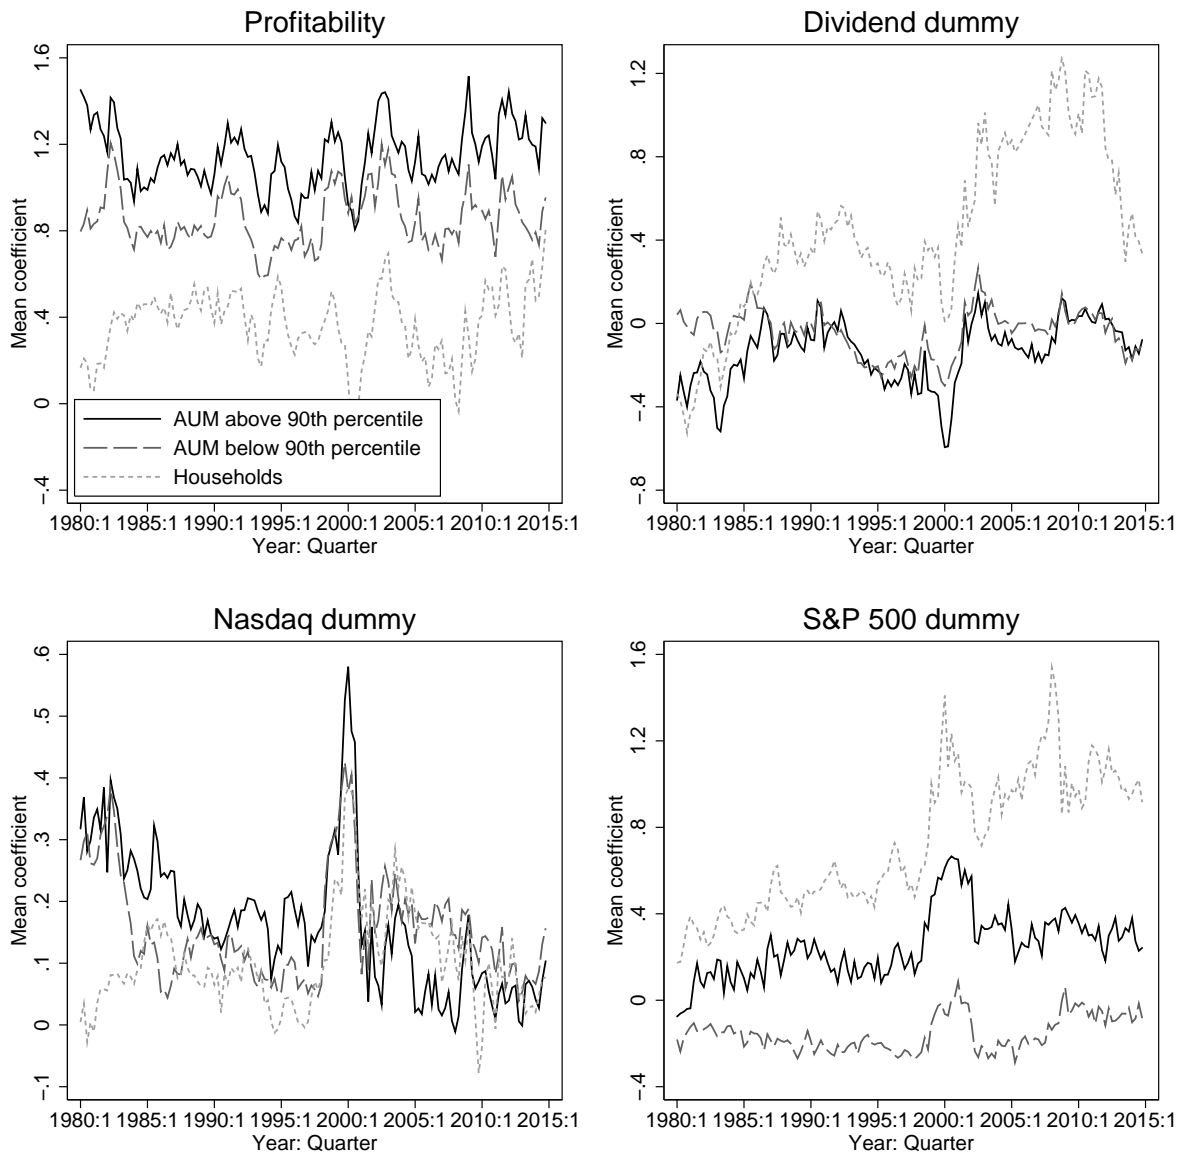 Profitability
Mean coefficient
1.6
1.2
.8
.4
0
−.4
AUM above 90th percentile
AUM below 90th percentile
Households
1980:1 1985:1 1990:1 1995:1 2000:1 2005:1 2010:1 2015:1
Year: Quarter
Dividend dummy
Mean coefficient
1.2
.8
.4
0
−.4
−.8
1980:1 1985:1 1990:1 1995:1 2000:1 2005:1 2010:1 2015:1
Year: Quarter
Nasdaq dummy
Mean coefficient
.6
.5
.4
.3
.2
.1
0
−.1
1980:1 1985:1 1990:1 1995:1 2000:1 2005:1 2010:1 2015:1
Year: Quarter
S&P 500 dummy
Mean coefficient
1.6
1.2
.8
.4
0
−.4
1980:1 1985:1 1990:1 1995:1 2000:1 2005:1 2010:1 2015:1
Year: Quarter